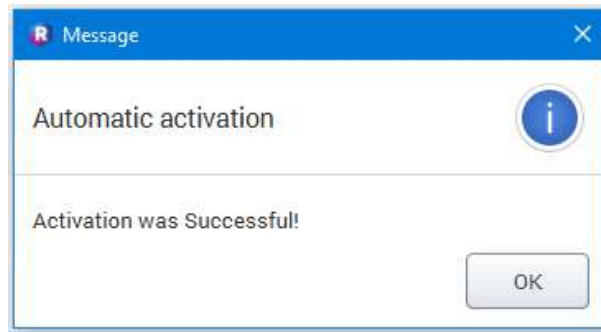 R Message
Automatic activation
i
Activation was Successful!
OK